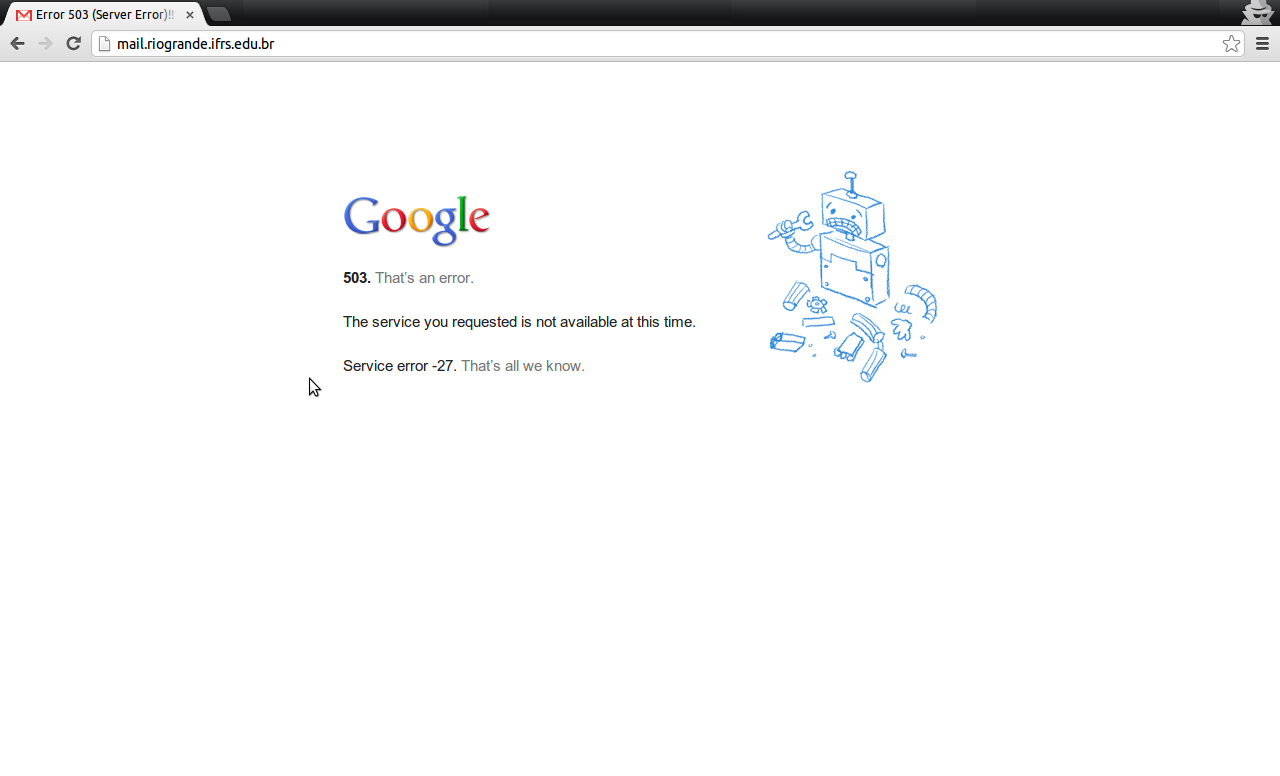 Error 503 (Server Error)!!
mail.riogrande.ifrs.edu.br
Google
503. That's an error.
The service you requested is not available at this time.
Service error -27. That's all we know.